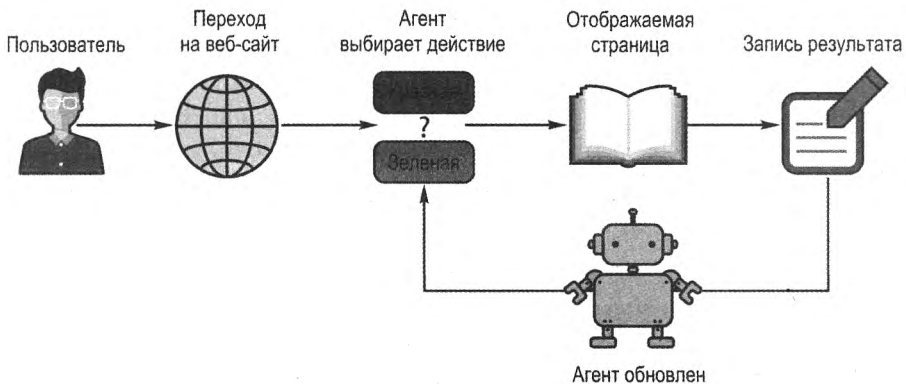 Пользователь
Переход
на веб-сайт
Агент
выбирает действие
Отображаемая
страница
Запись результата
?
Зеленая
Агент обновлен